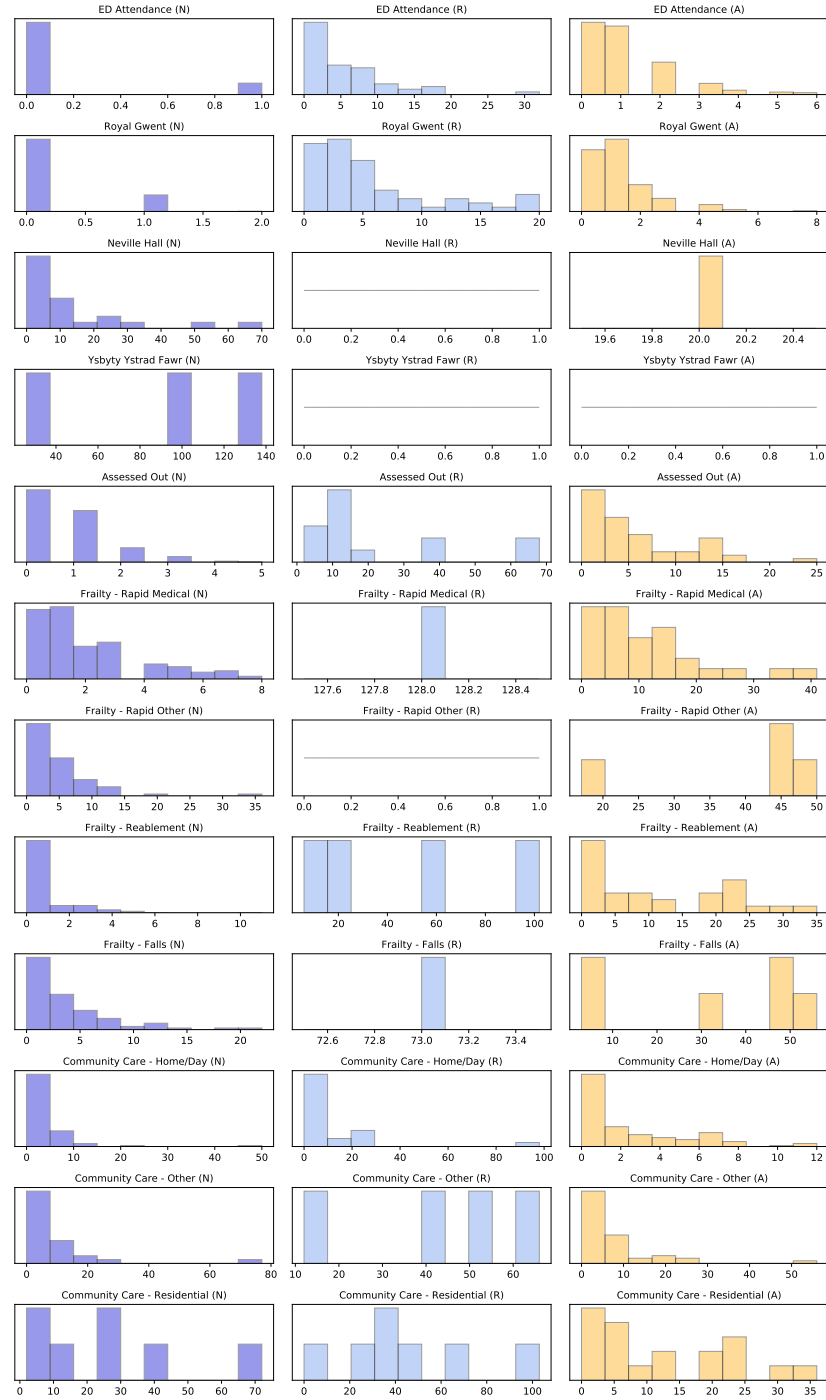 ED Attendance (N) ED Attendance (R) ED Attendance (A)
0.0 0.2 0.4 0.6 0.8 1.0 0 5 10 15 20 25 30 0 1 2 3 4 5 6
Royal Gwent (N) Royal Gwent (R) Royal Gwent (A)
0.0 0.5 1.0 1.5 2.0 0 5 10 15 20 0 2 4 6 8
Neville Hall (N) Neville Hall (R) Neville Hall (A)
0 10 20 30 40 50 60 70 0.0 0.2 0.4 0.6 0.8 1.0 19.6 19.8 20.0 20.2 20.4
Ysbyty Ystrad Fawr (N) Ysbyty Ystrad Fawr (R) Ysbyty Ystrad Fawr (A)
40 60 80 100 120 140 0.0 0.2 0.4 0.6 0.8 1.0 0.0 0.2 0.4 0.6 0.8 1.0
Assessed Out (N) Assessed Out (R) Assessed Out (A)
0 1 2 3 4 5 0 10 20 30 40 50 60 70 0 5 10 15 20 25
Frailty - Rapid Medical (N) Frailty - Rapid Medical (R) Frailty - Rapid Medical (A)
0 2 4 6 8 127.6 127.8 128.0 128.2 128.4 0 10 20 30 40
Frailty - Rapid Other (N) Frailty - Rapid Other (R) Frailty - Rapid Other (A)
0 5 10 15 20 25 30 35 0.0 0.2 0.4 0.6 0.8 1.0 20 25 30 35 40 45 50
Frailty - Reablement (N) Frailty - Reablement (R) Frailty - Reablement (A)
0 2 4 6 8 10 20 40 60 80 100 0 5 10 15 20 25 30 35
Frailty - Falls (N) Frailty - Falls (R) Frailty - Falls (A)
0 5 10 15 20 72.6 72.8 73.0 73.2 73.4 10 20 30 40 50
Community Care - Home/Day (N) Community Care - Home/Day (R) Community Care - Home/Day (A)
0 10 20 30 40 50 0 20 40 60 80 100 0 2 4 6 8 10 12
Community Care - Other (N) Community Care - Other (R) Community Care - Other (A)
0 20 40 60 80 10 20 30 40 50 60 0 10 20 30 40 50
Community Care - Residential (N) Community Care - Residential (R) Community Care - Residential (A)
0 10 20 30 40 50 60 70 0 20 40 60 80 100 0 5 10 15 20 25 30 35